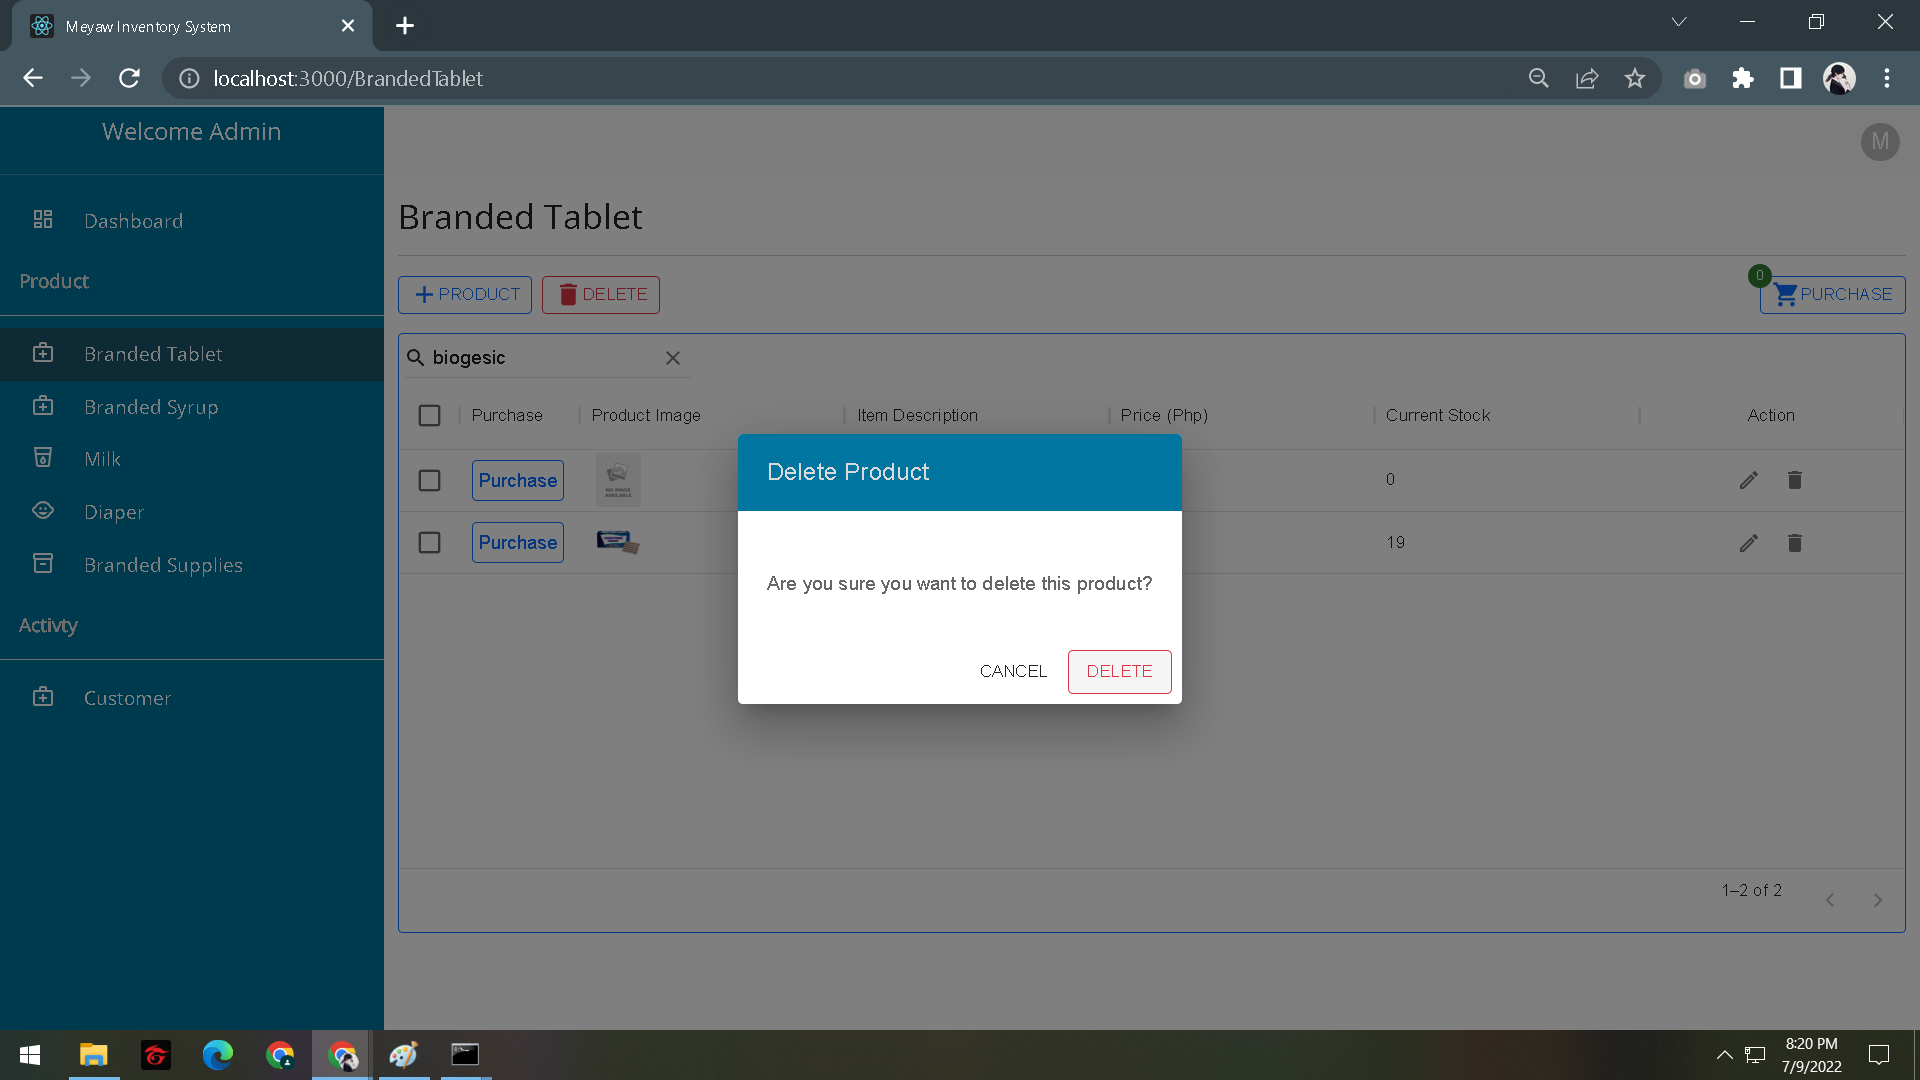 Meyaw Inventory System
localhost:3000/BrandedTablet
Welcome Admin
M
Dashboard
Branded Tablet
Product
0
PRODUCT
DELETE
PURCHASE
Branded Tablet
biogesic
Branded Syrup
Purchase
Product Image
Item Description
Price (Php)
Current Stock
Action
Milk
Delete Product
Purchase
NO IMAGE
AVAILABLE
0
Diaper
Purchase
19
Branded Supplies
Are you sure you want to delete this product?
Activty
CANCEL
DELETE
Customer
1–2 of 2
8:20 PM
7/9/2022